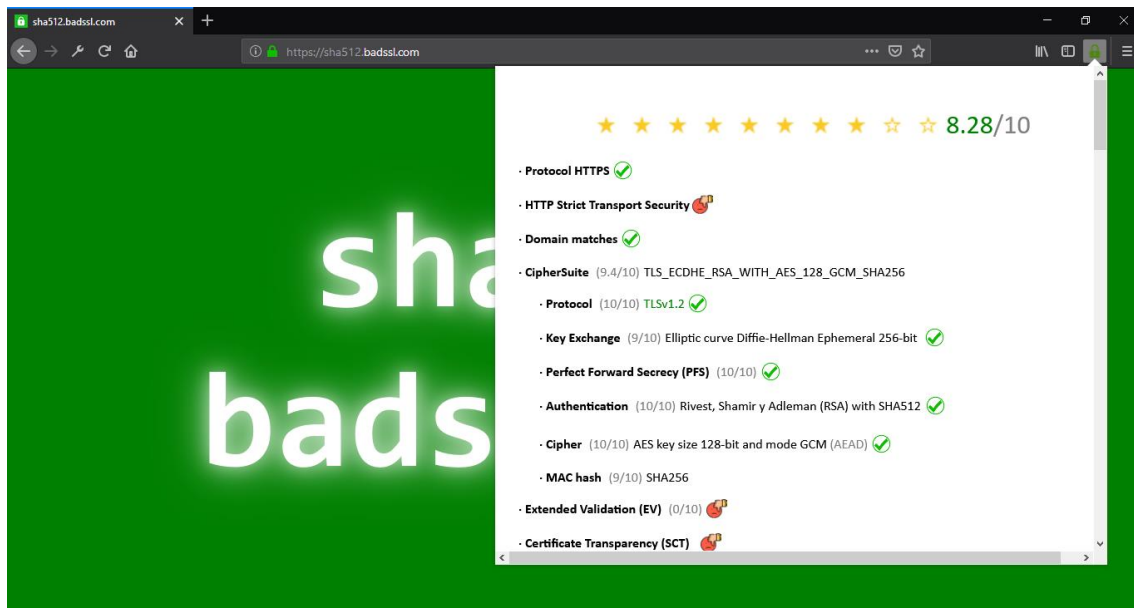 sha512.badssl.com
https://sha512.badssl.com
8.28/10
· Protocol HTTPS
· HTTP Strict Transport Security
· Domain matches
· CipherSuite (9.4/10) TLS_ECDHE_RSA_WITH_AES_128_GCM_SHA256
· Protocol (10/10) TLSv1.2
· Key Exchange (9/10) Elliptic curve Diffie-Hellman Ephemeral 256-bit
· Perfect Forward Secrecy (PFS) (10/10)
· Authentication (10/10) Rivest, Shamir y Adleman (RSA) with SHA512
· Cipher (10/10) AES key size 128-bit and mode GCM (AEAD)
· MAC hash (9/10) SHA256
· Extended Validation (EV) (0/10)
· Certificate Transparency (SCT)
sha
bads